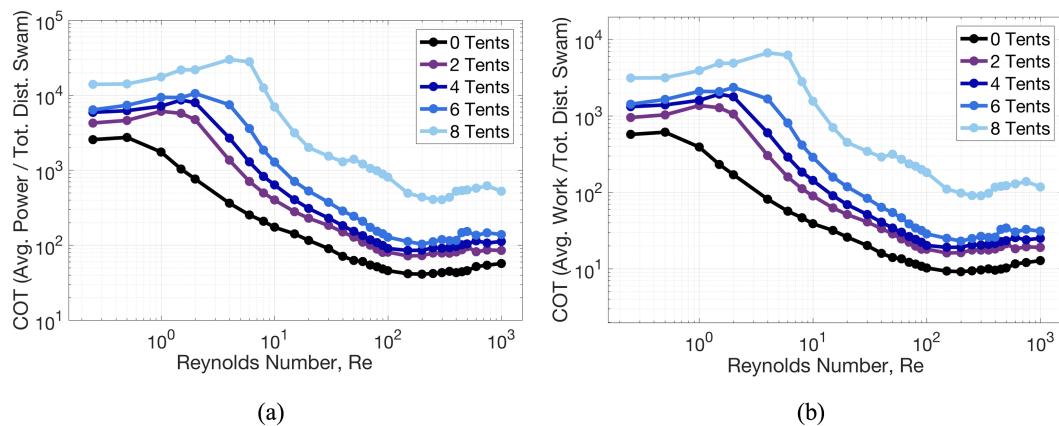 COT (Avg. Power / Tot. Dist. Swam)
10^5
10^4
10^3
10^2
10^1
0 Tents
2 Tents
4 Tents
6 Tents
8 Tents
10^0 10^1 10^2 10^3
Reynolds Number, Re
(a)
COT (Avg. Work /Tot. Dist. Swam)
10^4
10^3
10^2
10^1
0 Tents
2 Tents
4 Tents
6 Tents
8 Tents
10^0 10^1 10^2 10^3
Reynolds Number, Re
(b)